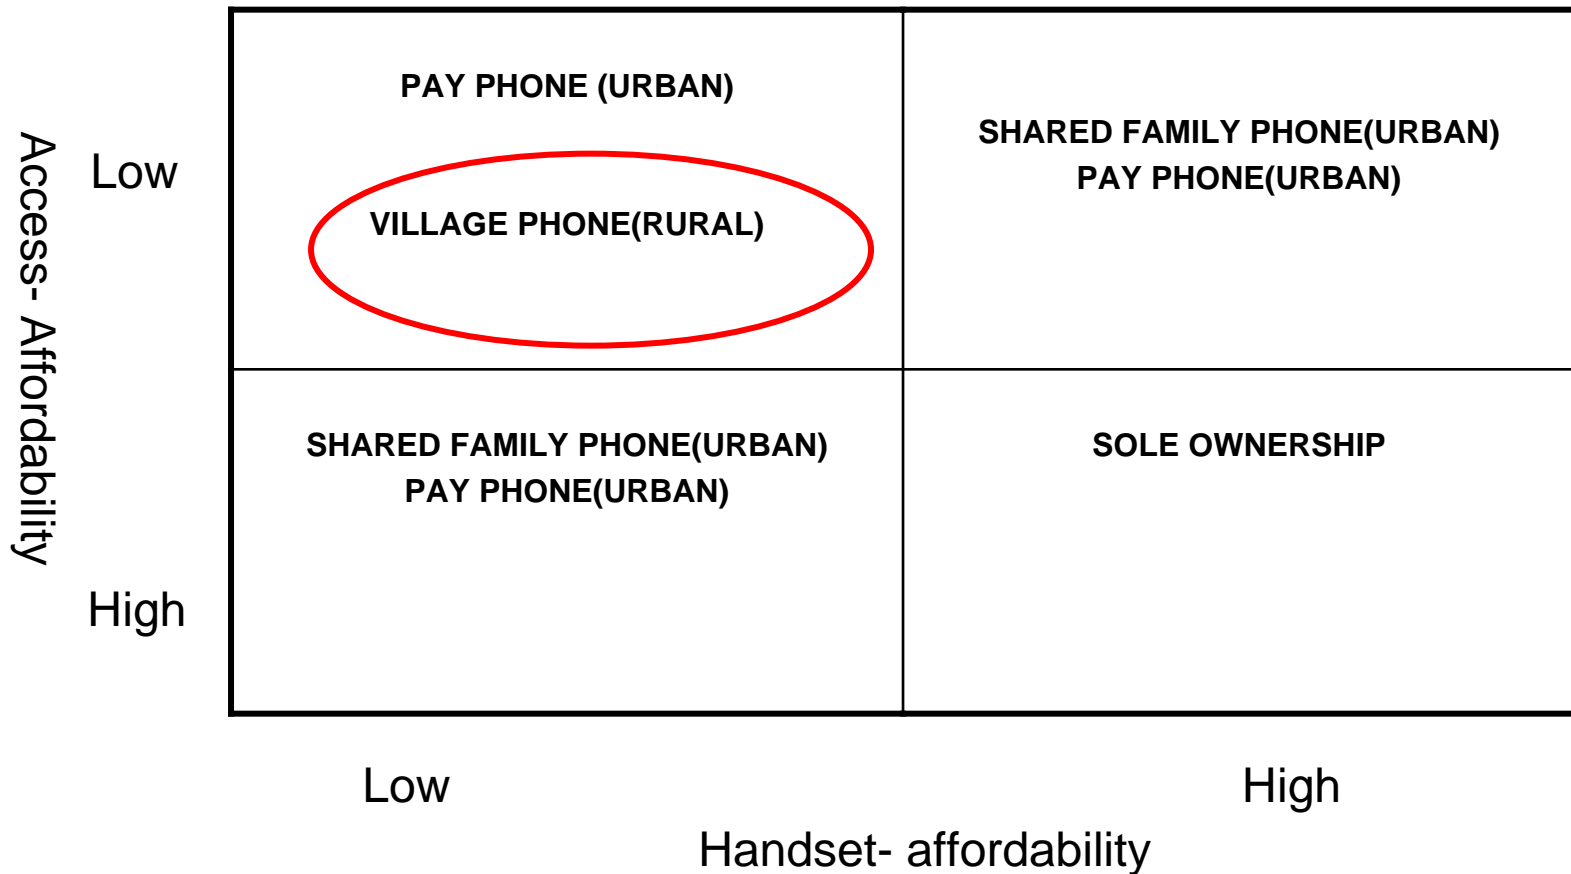 PAY PHONE (URBAN)
SHARED FAMILY PHONE(URBAN)
PAY PHONE(URBAN)
VILLAGE PHONE(RURAL)
Low
Access- Affordability
SHARED FAMILY PHONE(URBAN)
PAY PHONE(URBAN)
SOLE OWNERSHIP
High
Low
High
Handset- affordability